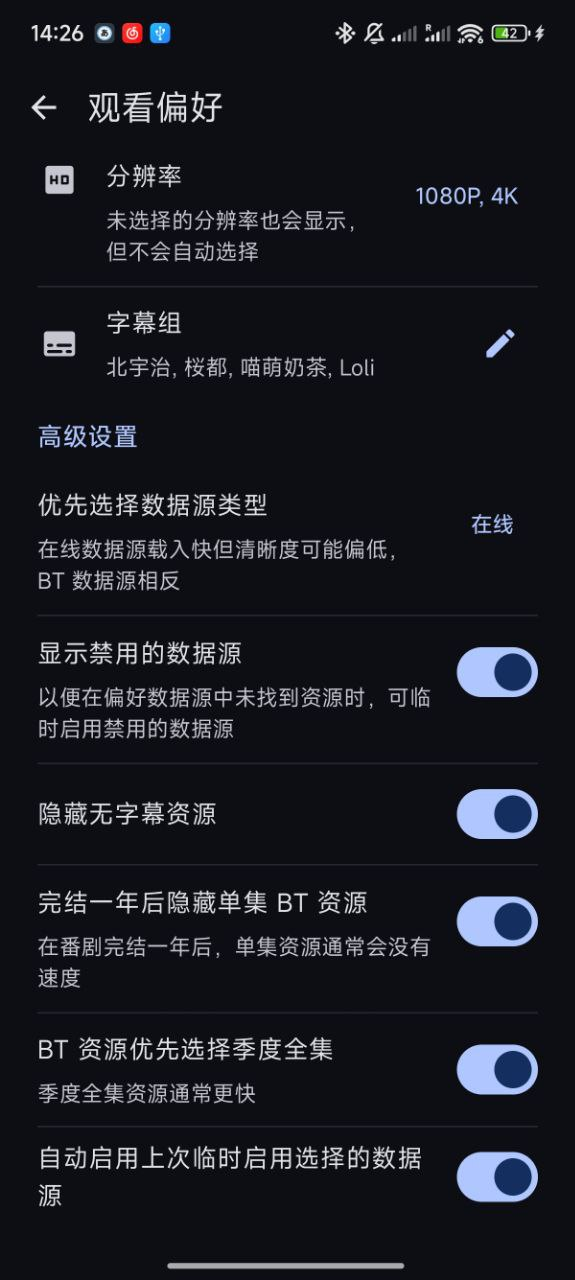 14:26
R
6
42
观看偏好
HD
分辨率
1080P, 4K
未选择的分辨率也会显示，
但不会自动选择
字幕组
北宇治, 桜都, 喵萌奶茶, Loli
高级设置
优先选择数据源类型
在线
在线数据源载入快但清晰度可能偏低，
BT 数据源相反
显示禁用的数据源
以便在偏好数据源中未找到资源时，可临
时启用禁用的数据源
隐藏无字幕资源
完结一年后隐藏单集 BT 资源
在番剧完结一年后，单集资源通常会没有
速度
BT 资源优先选择季度全集
季度全集资源通常更快
自动启用上次临时启用选择的数据
源